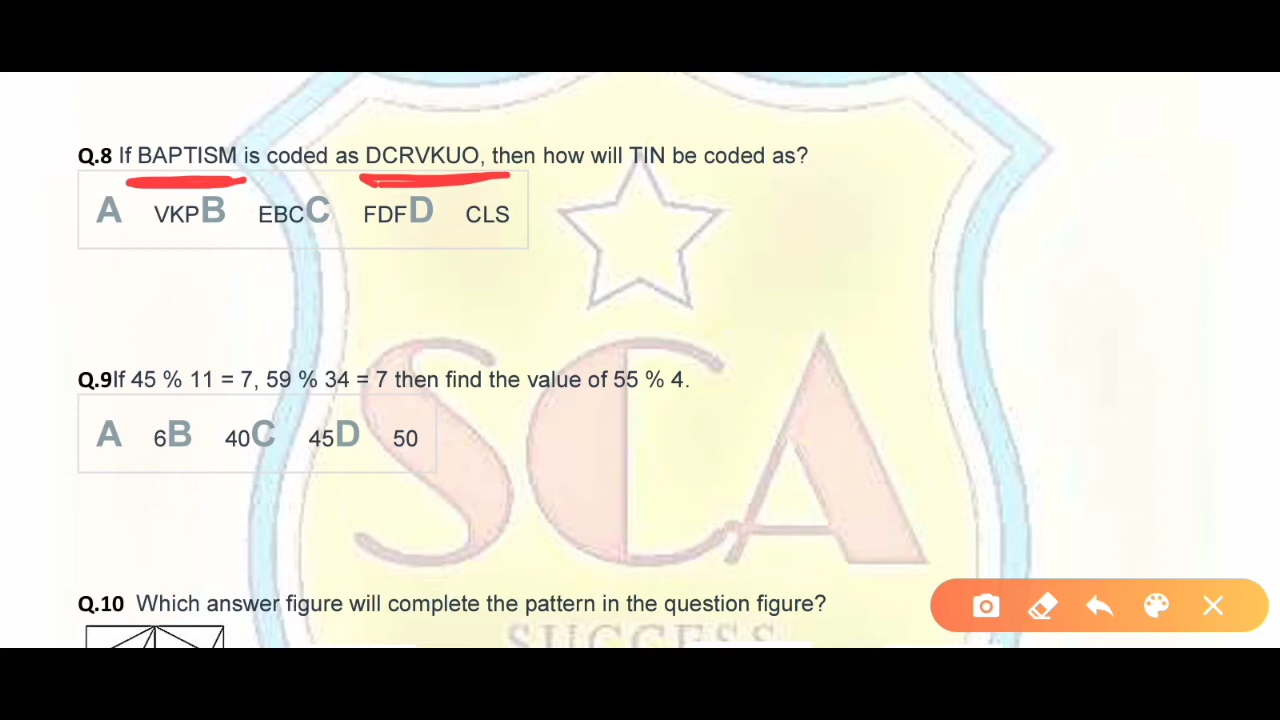 Q.8 If BAPTISM is coded as DCRVKUO, then how will TIN be coded as?
A VKP B EBC C FDF D CLS
Q.9If 45 % 11 = 7, 59 % 34 = 7 then find the value of 55 % 4.
A 6 B 40 C 45 D 50
SCA
Q.10 Which answer figure will complete the pattern in the question figure?
SUCCESS